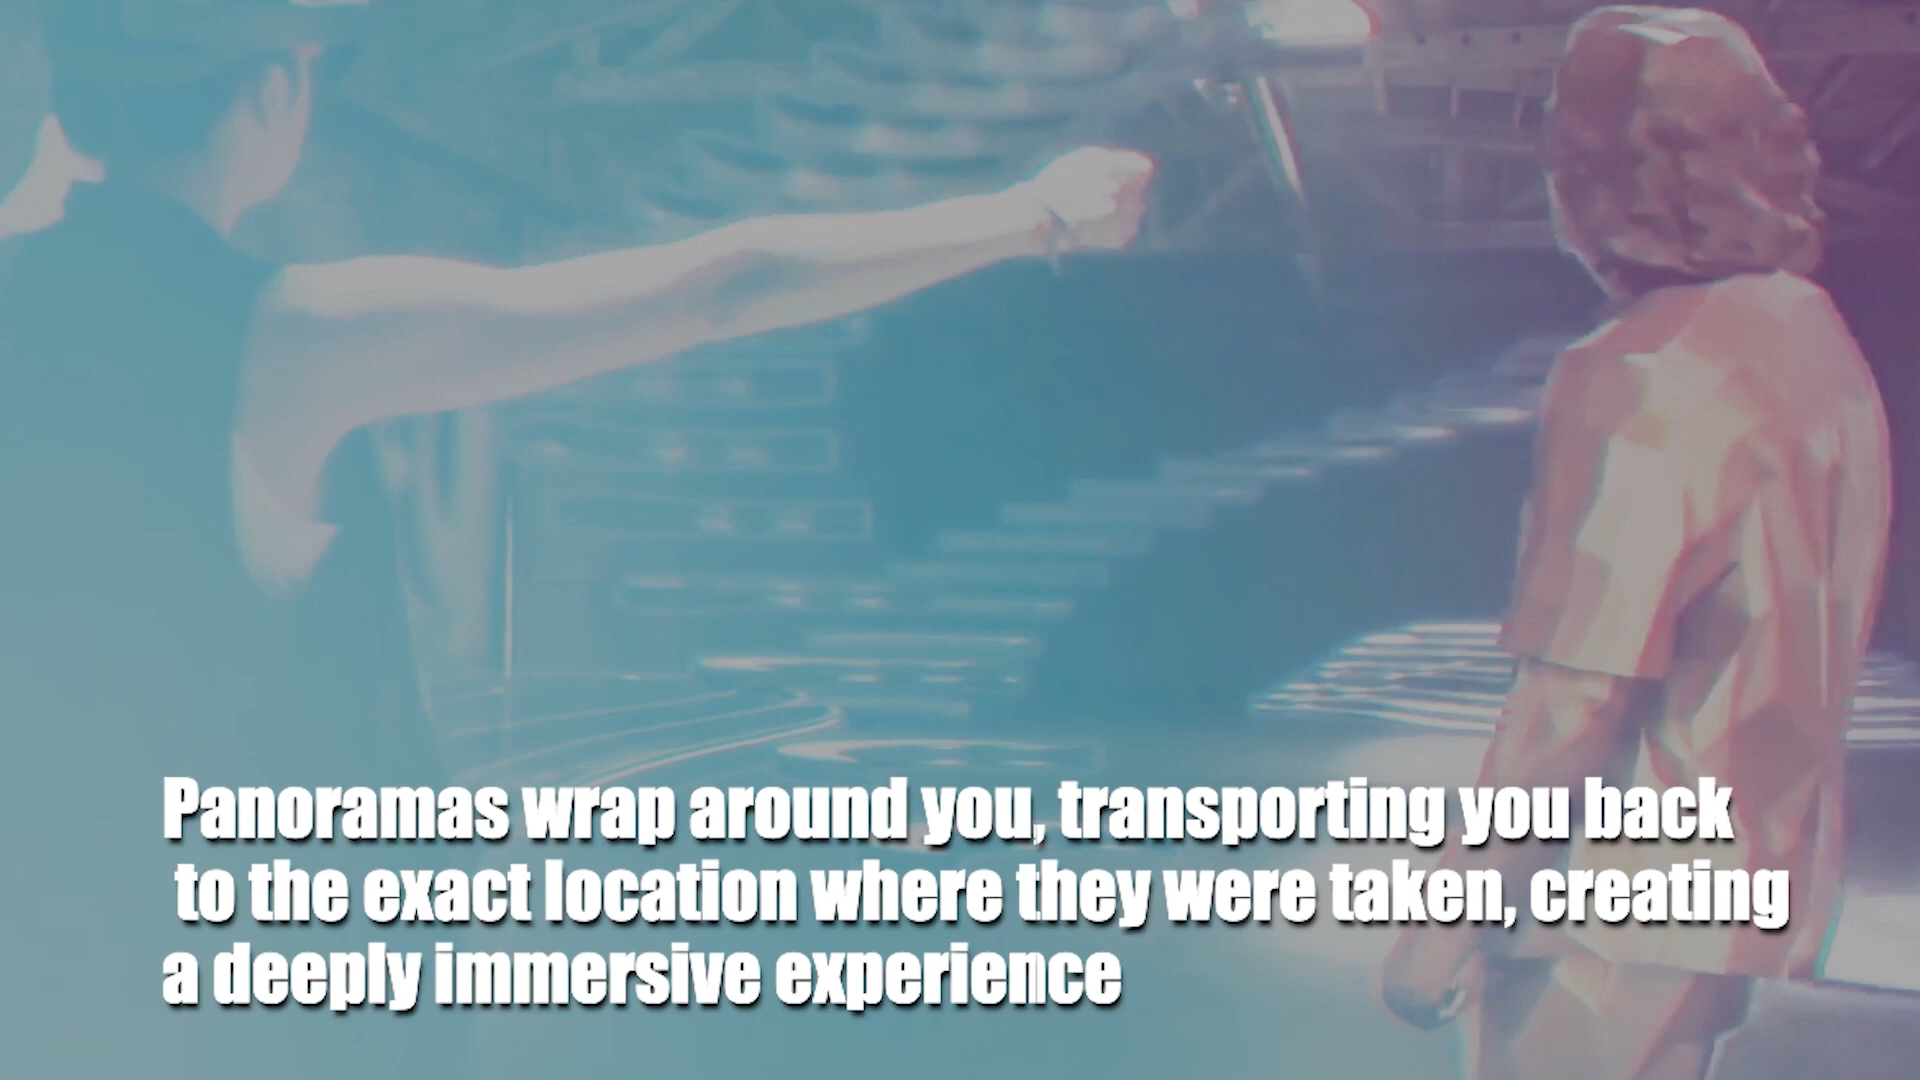 Panoramas wrap around you, transporting you back
to the exact location where they were taken, creating
a deeply immersive experience